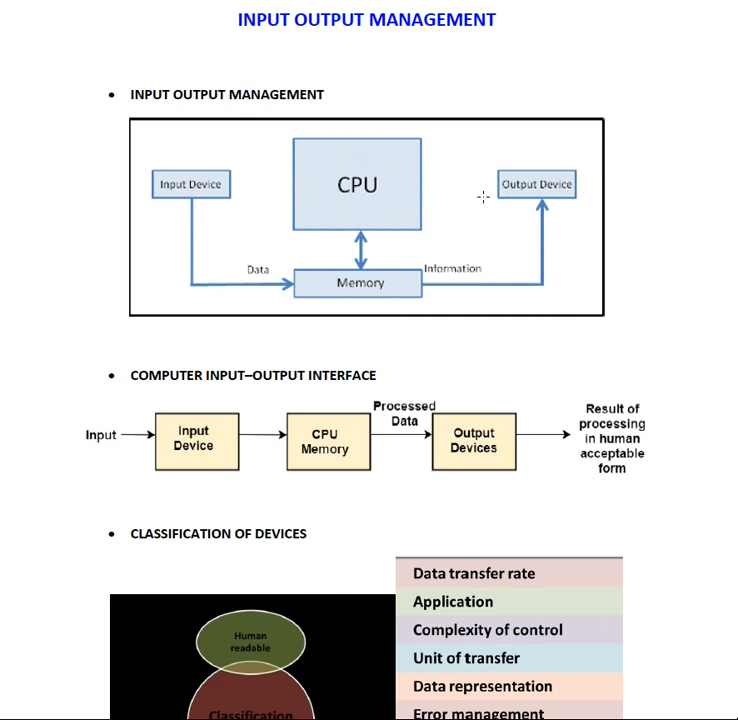 INPUT OUTPUT MANAGEMENT
• INPUT OUTPUT MANAGEMENT
Input Device
CPU
Output Device
Data
Memory
Information
• COMPUTER INPUT–OUTPUT INTERFACE
Input
Input
Device
CPU
Memory
Processed
Data
Output
Devices
Result of
processing
in human
acceptable
form
• CLASSIFICATION OF DEVICES
Human
readable
Classification
Data transfer rate
Application
Complexity of control
Unit of transfer
Data representation
Error management